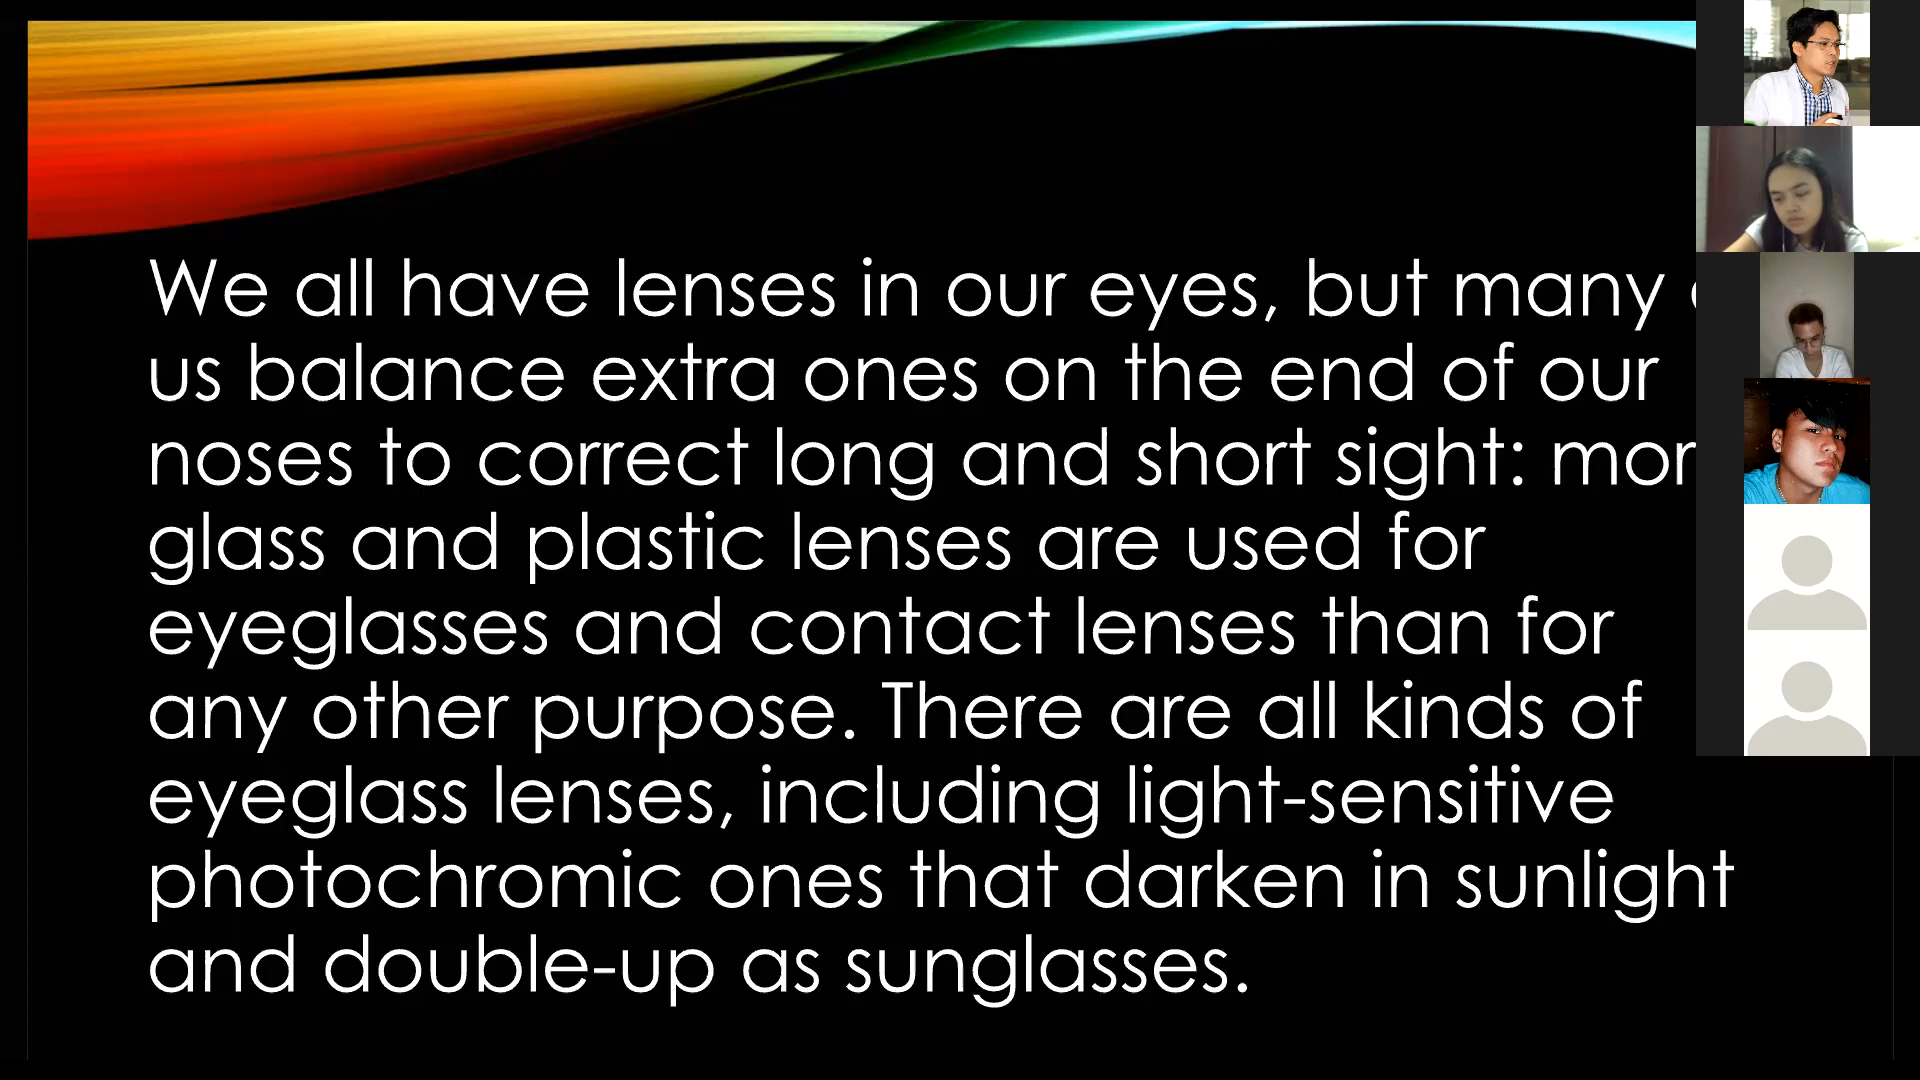 We all have lenses in our eyes, but many
us balance extra ones on the end of our
noses to correct long and short sight:
glass and plastic lenses are used for
eyeglasses and contact lenses than for
any other purpose. There are all kinds of
eyeglass lenses, including light-sensitive
photochromic ones that darken in sunlight
and double-up as sunglasses.